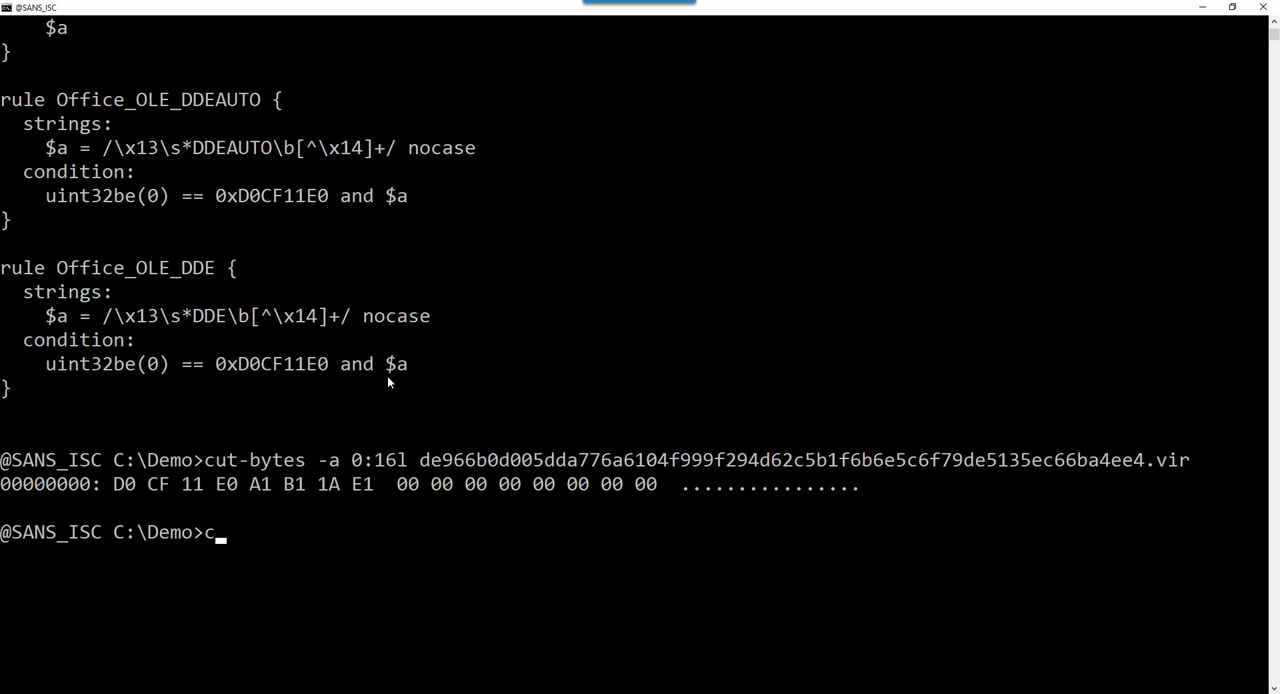 @SANS_ISC
$a
}
rule Office_OLE_DDEAUTO {
strings:
$a = /\x13\s*DDEAUTO\b[^\x14]+/ nocase
condition:
uint32be(0) == 0xD0CF11E0 and $a
}
rule Office_OLE_DDE {
strings:
$a = /\x13\s*DDE\b[^\x14]+/ nocase
condition:
uint32be(0) == 0xD0CF11E0 and $a
}
@SANS_ISC C:\Demo>cut-bytes -a 0:16l de966b0d005dda776a6104f999f294d62c5b1f6b6e5c6f79de5135ec66ba4ee4.vir
00000000: D0 CF 11 E0 A1 B1 1A E1  00 00 00 00 00 00 00 00  ................
@SANS_ISC C:\Demo>c